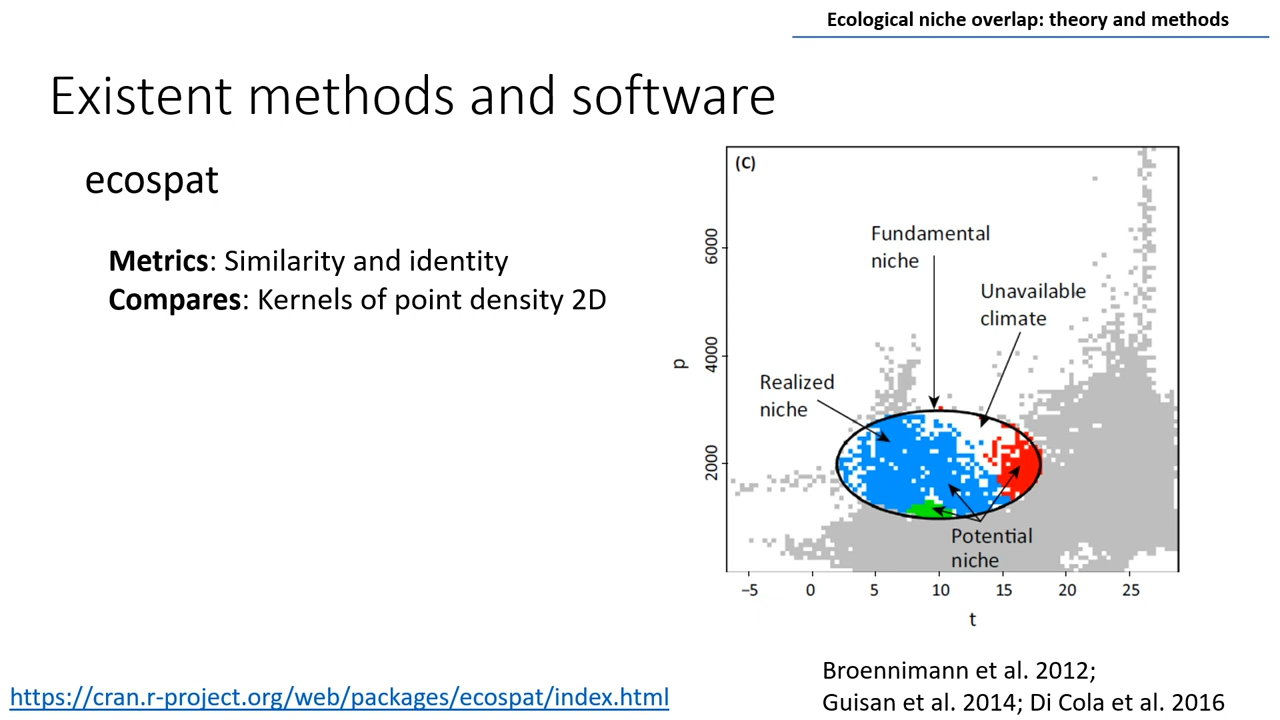 Ecological niche overlap: theory and methods
Existent methods and software
ecospat
Metrics: Similarity and identity
Compares: Kernels of point density 2D
(C)
Fundamental
niche
Unavailable
climate
Realized
niche
Potential
niche
p
6000
4000
2000
−5 0 5 10 15 20 25
t
https://cran.r-project.org/web/packages/ecospat/index.html
Broennimann et al. 2012;
Guisan et al. 2014; Di Cola et al. 2016